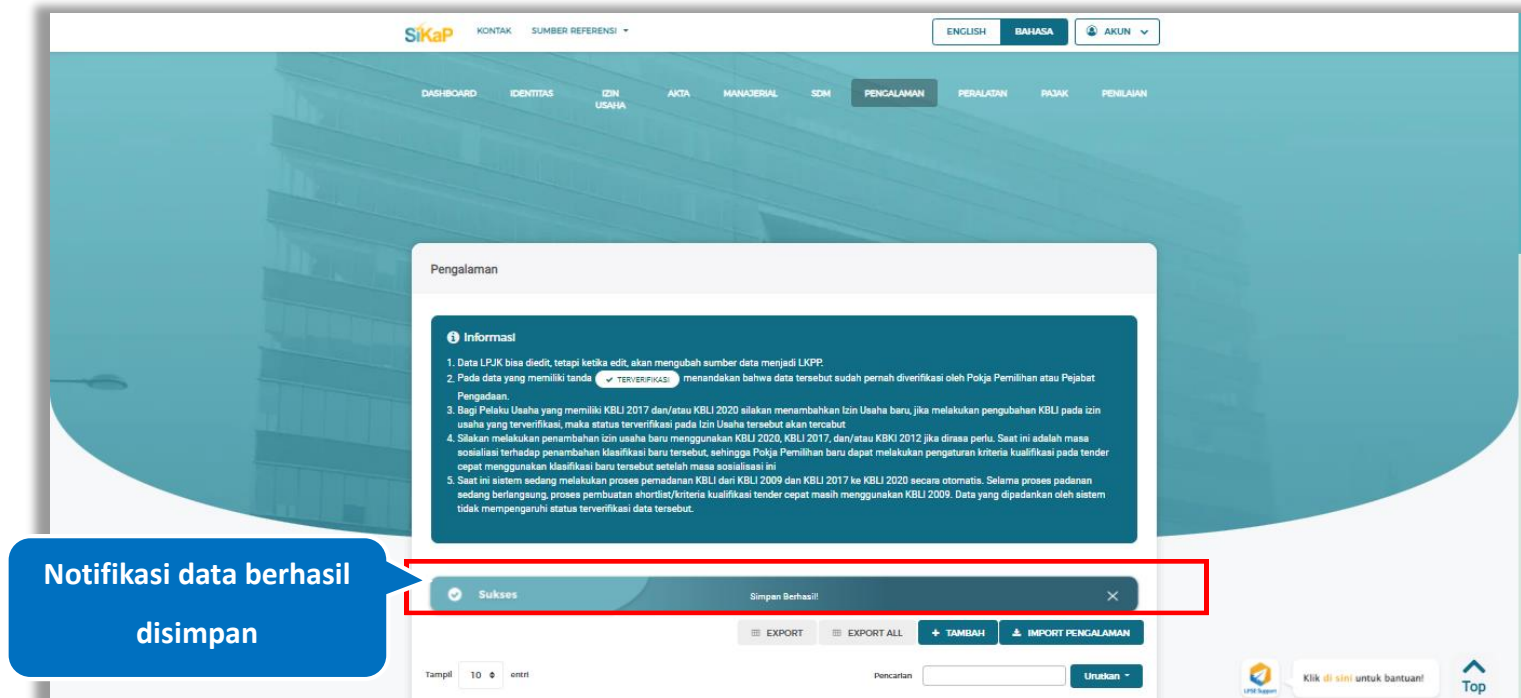 SiKaP KONTAK SUMBER REFERENSI ENGLISH BAHASA AKUN
DASHBOARD IDENTITAS IZIN USAHA AKTA MANAJERIAL SDM PENGALAMAN PERALATAN PAJAK PENILAIAN
Pengalaman
Informasi
1. Data LPJK bisa diedit, tetapi ketika edit, akan mengubah sumber data menjadi LKPP.
2. Pada data yang memiliki tanda TERVERIFIKASI menandakan bahwa data tersebut sudah pernah diverifikasi oleh Pokja Pemilihan atau Pejabat
Pengadaan.
3. Bagi Pelaku Usaha yang memiliki KBLI 2017 dan/atau KBLI 2020 silakan menambahkan Izin Usaha baru, jika melakukan pengubahan KBLI pada izin
usaha yang terverifikasi, maka status terverifikasi pada Izin Usaha tersebut akan tercabut
4. Silakan melakukan penambahan izin usaha baru menggunakan KBLI 2020, KBLI 2017, dan/atau KBKI 2012 jika dirasa perlu. Saat ini adalah masa
sosialiasi terhadap penambahan klasifikasi baru tersebut, sehingga Pokja Pemilihan baru dapat melakukan pengaturan kriteria kualifikasi pada tender
cepat menggunakan klasifikasi baru tersebut setelah masa sosialisasi ini
5. Saat ini sistem sedang melakukan proses pemadanan KBLI dari KBLI 2009 dan KBLI 2017 ke KBLI 2020 secara otomatis. Selama proses padanan
sedang berlangsung, proses pembuatan shortlist/kriteria kualifikasi tender cepat masih menggunakan KBLI 2009. Data yang dipadankan oleh sistem
tidak mempengaruhi status terverifikasi data tersebut.
Notifikasi data berhasil
disimpan
Sukses Simpan Berhasil!
EXPORT EXPORT ALL + TAMBAH IMPORT PENGALAMAN
Tampil 10 entri Pencarian Urutkan
LPSE Support Klik di sini untuk bantuan! Top